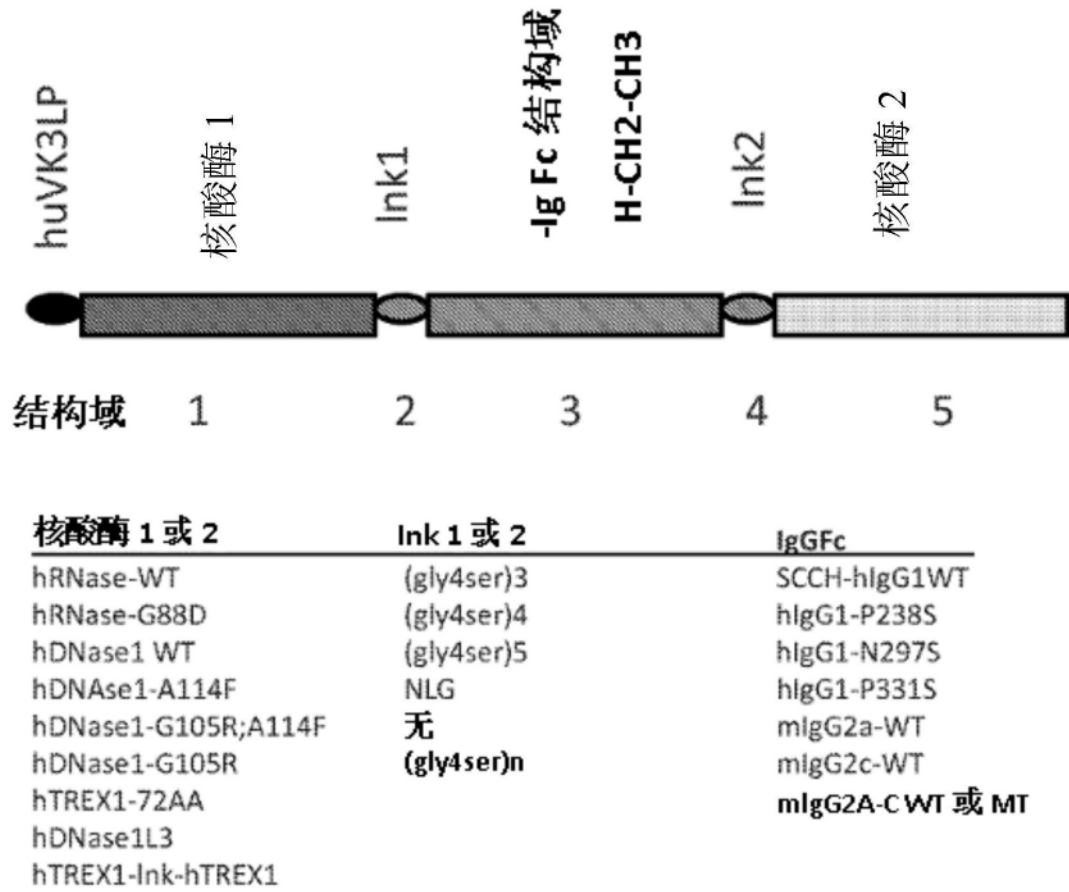 huVK3LP
核酸酶 1
lnk1
-Ig Fc 结构域
H-CH2-CH3
lnk2
核酸酶 2
结构域 1 2 3 4 5
核酸酶 1 或 2 lnk 1 或 2 IgGFc
hRNase-WT (gly4ser)3 SCCH-hIgG1WT
hRNase-G88D (gly4ser)4 hIgG1-P238S
hDNase1 WT (gly4ser)5 hIgG1-N297S
hDNAse1-A114F NLG hIgG1-P331S
hDNase1-G105R;A114F 无 mIgG2a-WT
hDNase1-G105R (gly4ser)n mIgG2c-WT
hTREX1-72AA mIgG2A-C WT 或 MT
hDNase1L3
hTREX1-lnk-hTREX1